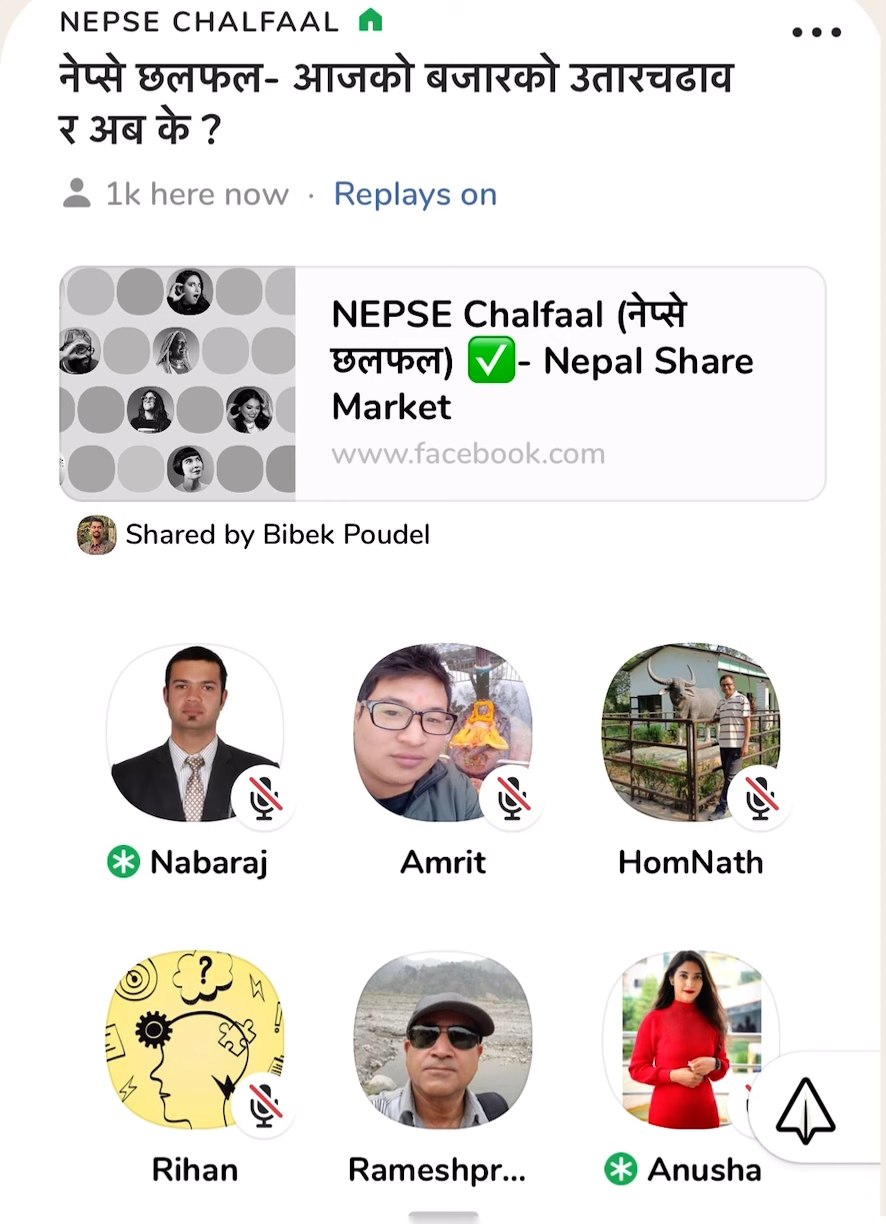 NEPSE CHALFAAL
नेप्से छलफल- आजको बजारको उतारचढाव
र अब के ?
1k here now · Replays on
NEPSE Chalfaal (नेप्से
छलफल) ✅- Nepal Share
Market
www.facebook.com
Shared by Bibek Poudel
Nabaraj
Amrit
HomNath
?
Rihan
Rameshpr...
Anusha